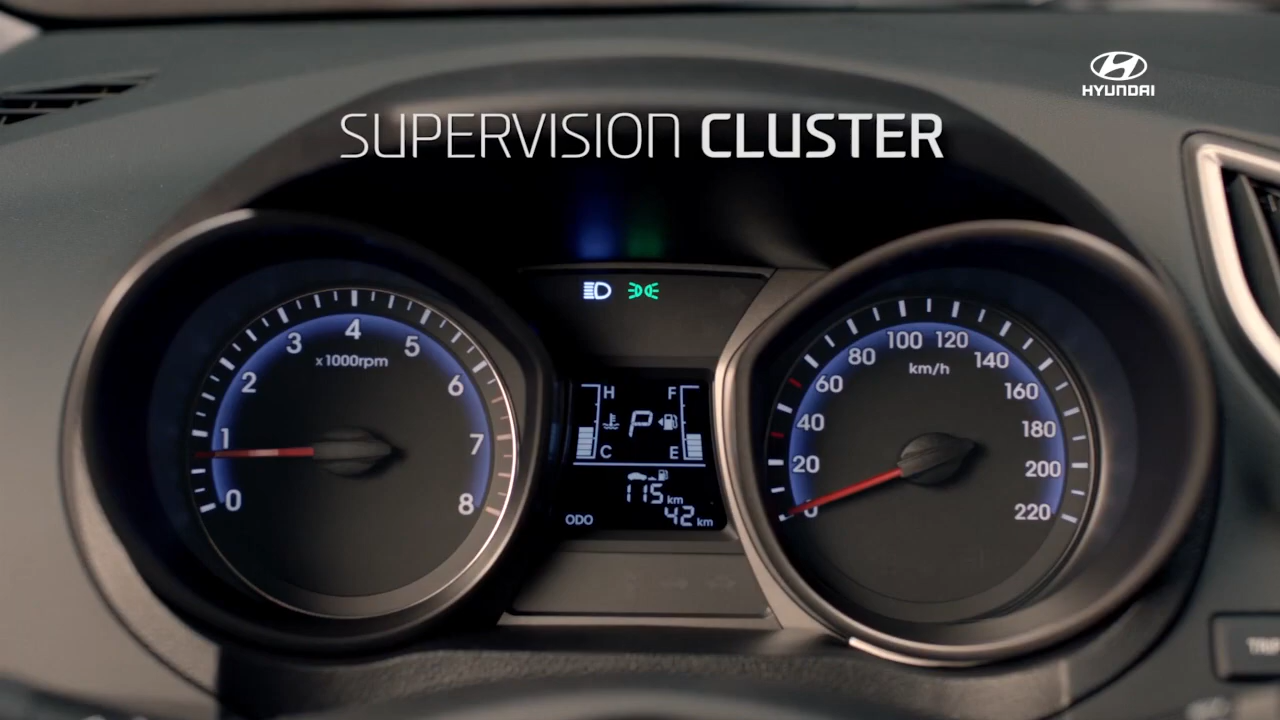 HYUNDAI
SUPERVISION CLUSTER
0 1 2 3 4 5 6 7 8
x1000rpm
H
C
P
F
E
115 km
ODO 42 km
0 20 40 60 80 100 120 140 160 180 200 220
km/h